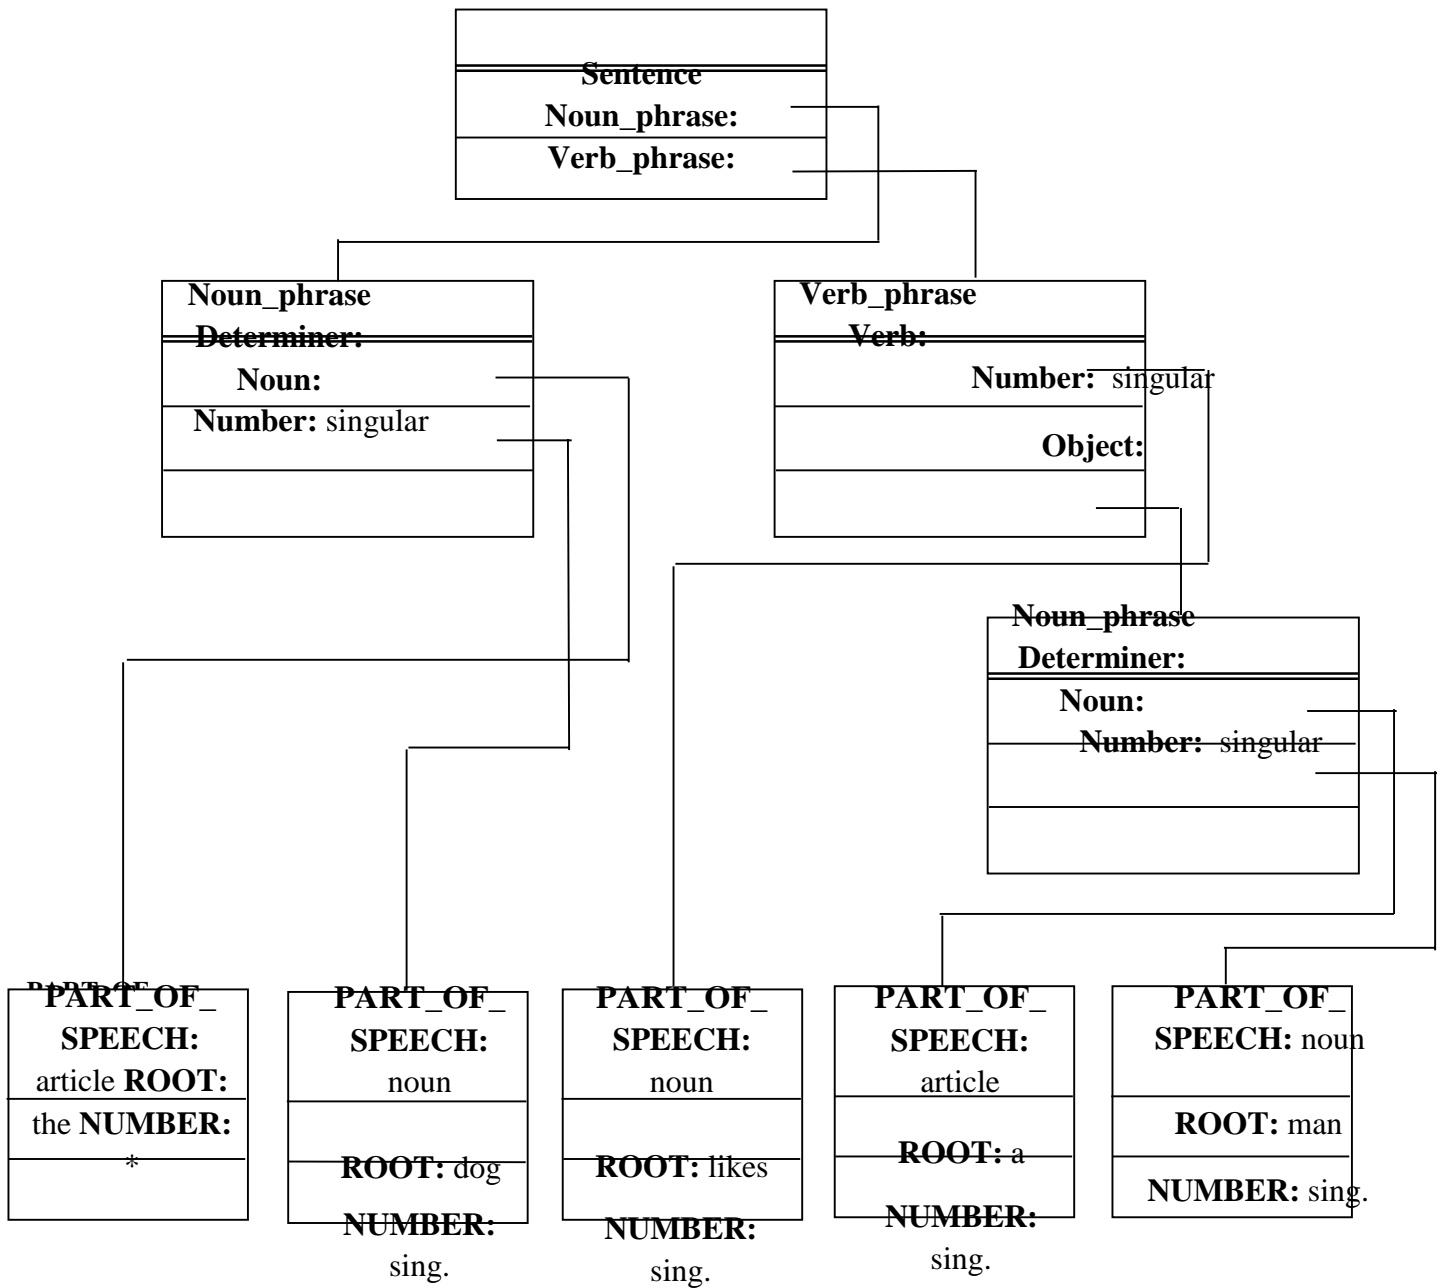 Sentence
Noun_phrase:
Verb_phrase:
Noun_phrase
Determiner:
Noun:
Number: singular
Verb_phrase
Verb:
Number: singular
Object:
Noun_phrase
Determiner:
Noun:
Number: singular
PART_OF_
PART_OF_
SPEECH:
article ROOT:
the NUMBER:
*
PART_OF_
SPEECH:
noun
ROOT: dog
NUMBER:
sing.
PART_OF_
SPEECH:
noun
ROOT: likes
NUMBER:
sing.
PART_OF_
SPEECH:
article
ROOT: a
NUMBER:
sing.
PART_OF_
SPEECH: noun
ROOT: man
NUMBER: sing.